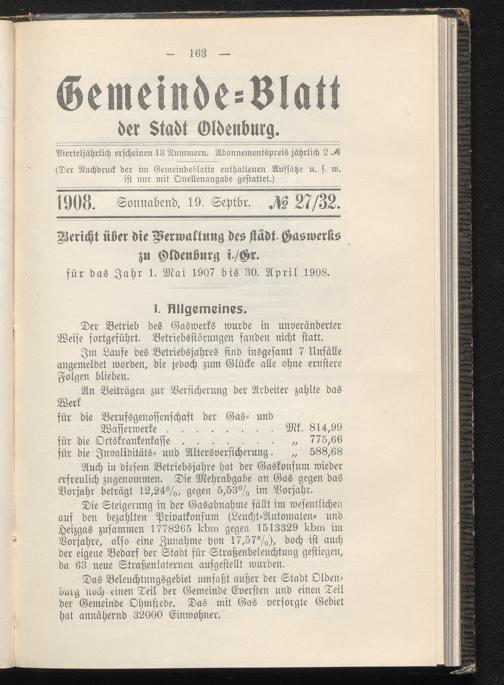 — 163 —
Gemeinde=Blatt
der Stadt Oldenburg.
Vierteljährlich erscheinen 13 Nummern. Abonnementspreis jährlich 2 ℳ
(Der Nachdruck der im Gemeindeblatte enthaltenen Aufsätze u. s. w.
ist nur mit Quellenangabe gestattet.)
1908. Sonnabend, 19. Septbr. № 27/32.
Bericht über die Verwaltung des städt. Gaswerks
zu Oldenburg i./Gr.
für das Jahr 1. Mai 1907 bis 30. April 1908.
I. Allgemeines.
Der Betrieb des Gaswerks wurde in unveränderter
Weise fortgeführt. Betriebsstörungen fanden nicht statt.
Im Laufe des Betriebsjahres sind insgesamt 7 Unfälle
angemeldet worden, die jedoch zum Glücke alle ohne ernstere
Folgen blieben.
An Beiträgen zur Versicherung der Arbeiter zahlte das
Werk
für die Berufsgenossenschaft der Gas- und
Wasserwerke . . . . . . . . Mk. 814,99
für die Ortskrankenkasse . . . . . . . „ 775,66
für die Invaliditäts- und Altersversicherung . „ 588,68
Auch in diesem Betriebsjahre hat der Gaskonsum wieder
erfreulich zugenommen. Die Mehrabgabe an Gas gegen das
Vorjahr beträgt 12,24%, gegen 5,53% im Vorjahr.
Die Steigerung in der Gasabnahme fällt im wesentlichen
auf den bezahlten Privatkonsum (Leucht-Automaten- und
Heizgas zusammen 1778265 kbm gegen 1513329 kbm im
Vorjahre, also eine Zunahme von 17,57%), doch ist auch
der eigene Bedarf der Stadt für Straßenbeleuchtung gestiegen,
da 63 neue Straßenlaternen aufgestellt wurden.
Das Beleuchtungsgebiet umfaßt außer der Stadt Olden-
burg noch einen Teil der Gemeinde Eversten und einen Teil
der Gemeinde Ohmstede. Das mit Gas versorgte Gebiet
hat annähernd 32000 Einwohner.